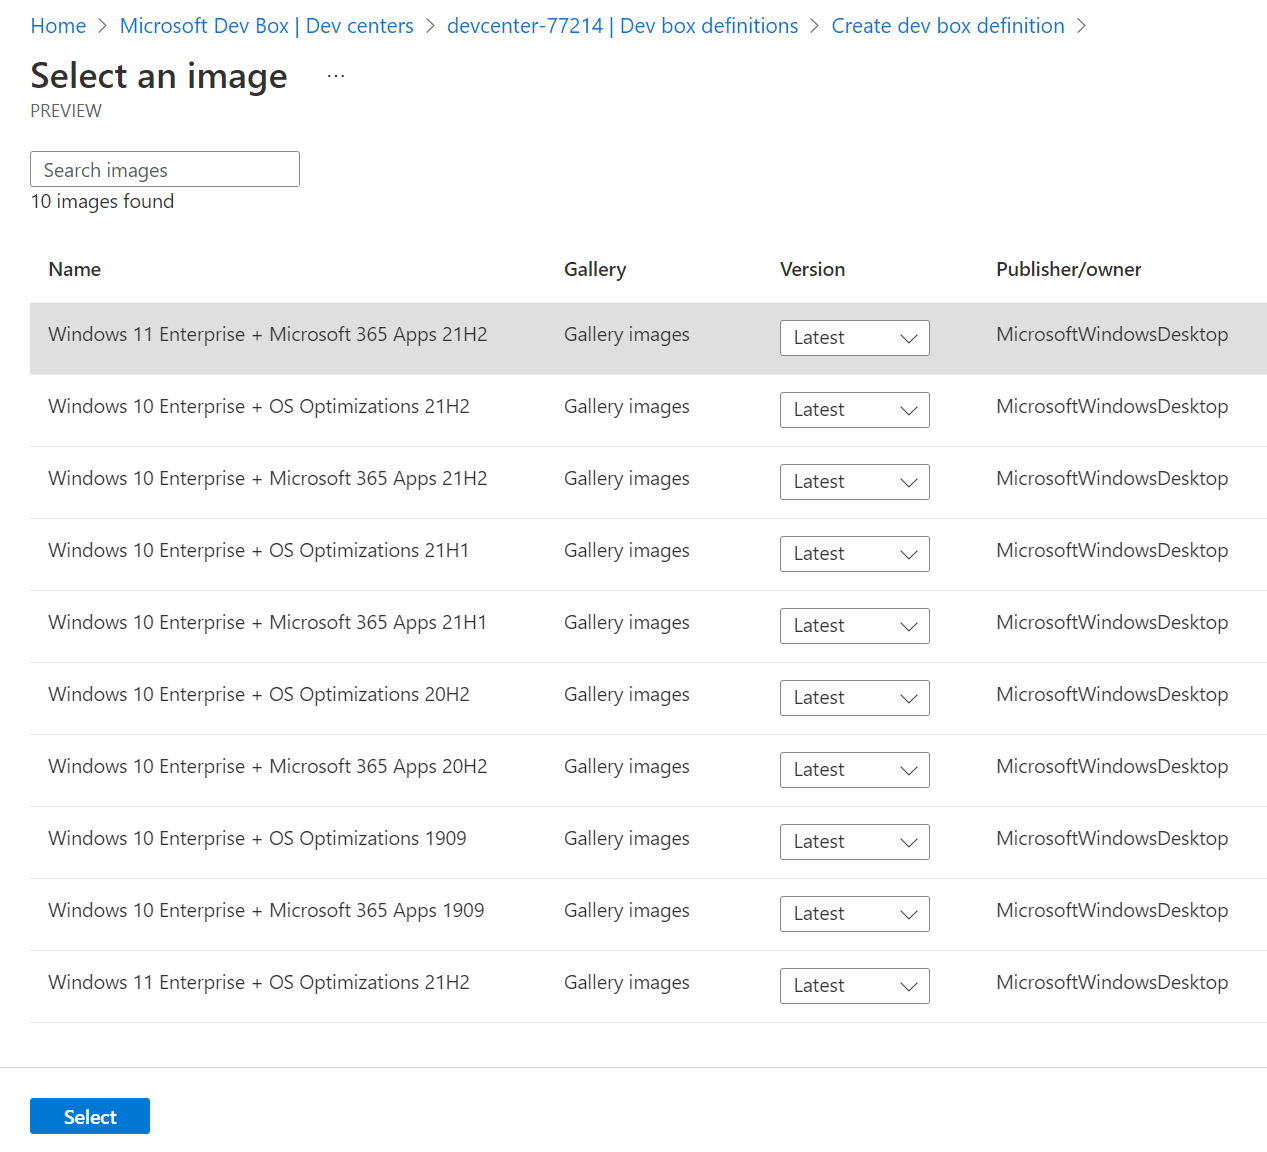 Home > Microsoft Dev Box | Dev centers > devcenter-77214 | Dev box definitions > Create dev box definition >
Select an image ...
PREVIEW
Search images
10 images found
Name Gallery Version Publisher/owner
Windows 11 Enterprise + Microsoft 365 Apps 21H2 Gallery images Latest MicrosoftWindowsDesktop
Windows 10 Enterprise + OS Optimizations 21H2 Gallery images Latest MicrosoftWindowsDesktop
Windows 10 Enterprise + Microsoft 365 Apps 21H2 Gallery images Latest MicrosoftWindowsDesktop
Windows 10 Enterprise + OS Optimizations 21H1 Gallery images Latest MicrosoftWindowsDesktop
Windows 10 Enterprise + Microsoft 365 Apps 21H1 Gallery images Latest MicrosoftWindowsDesktop
Windows 10 Enterprise + OS Optimizations 20H2 Gallery images Latest MicrosoftWindowsDesktop
Windows 10 Enterprise + Microsoft 365 Apps 20H2 Gallery images Latest MicrosoftWindowsDesktop
Windows 10 Enterprise + OS Optimizations 1909 Gallery images Latest MicrosoftWindowsDesktop
Windows 10 Enterprise + Microsoft 365 Apps 1909 Gallery images Latest MicrosoftWindowsDesktop
Windows 11 Enterprise + OS Optimizations 21H2 Gallery images Latest MicrosoftWindowsDesktop
Select